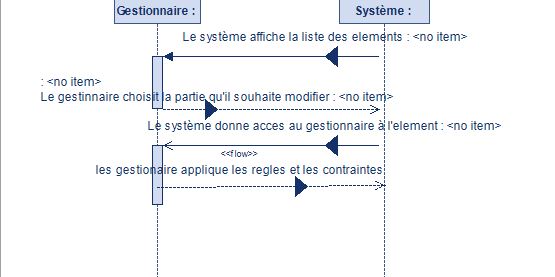 Gestionnaire : Système :
Le système affiche la liste des elements : <no item>
: <no item>
Le gestinnaire choisit la partie qu'il souhaite modifier : <no item>
Le système donne acces au gestionnaire à l'element : <no item>
<<flow>>
les gestionaire applique les regles et les contraintes